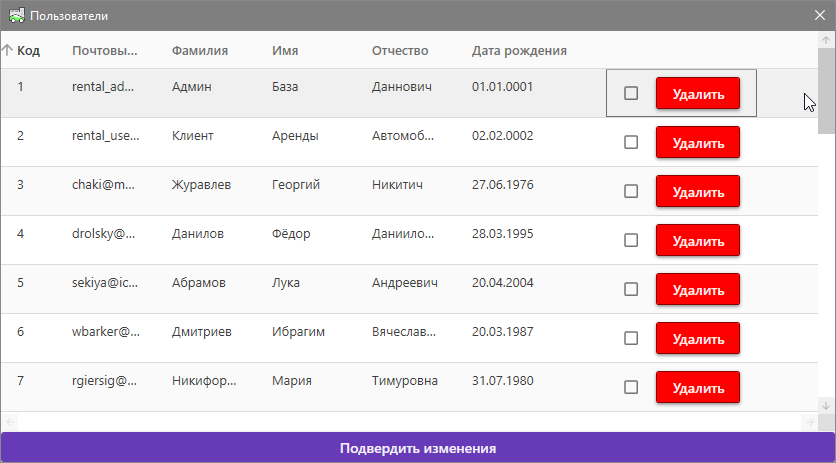 Пользователи
Код Почтовы... Фамилия Имя Отчество Дата рождения
1 rental_ad... Админ База Даннович 01.01.0001 Удалить
2 rental_use... Клиент Аренды Автомоб... 02.02.0002 Удалить
3 chaki@m... Журавлев Георгий Никитич 27.06.1976 Удалить
4 drolsky@... Данилов Фёдор Даниило... 28.03.1995 Удалить
5 sekiya@ic... Абрамов Лука Андреевич 20.04.2004 Удалить
6 wbarker@... Дмитриев Ибрагим Вячеслав... 20.03.1987 Удалить
7 rgiersig@... Никифор... Мария Тимуровна 31.07.1980 Удалить
Подвердить изменения